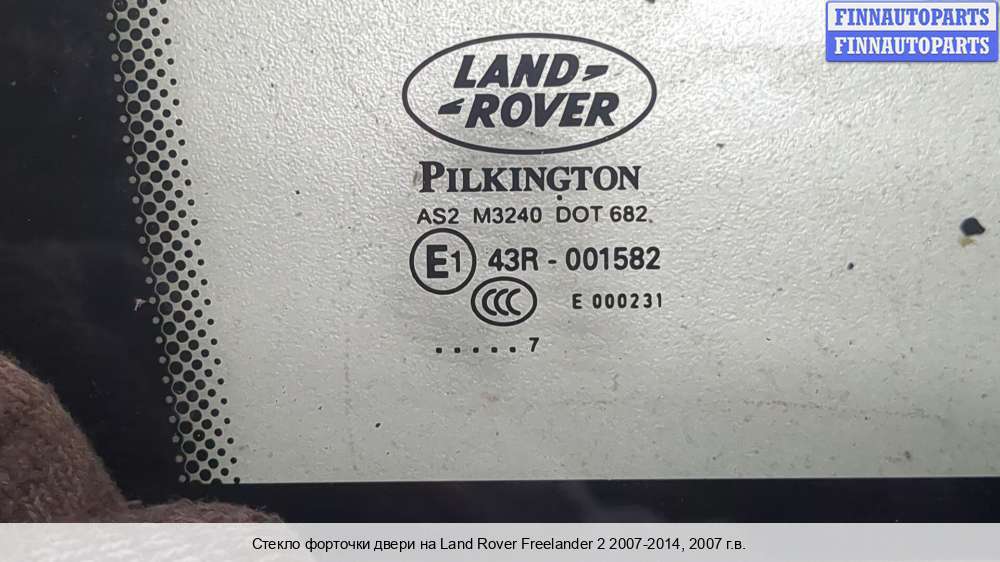 FINNAUTOPARTS
FINNAUTOPARTS
LAND
ROVER
PILKINGTON
AS2 M3240 DOT 682
E1 43R - 001582
CCC E 000231
. . . . . 7
Стекло форточки двери на Land Rover Freelander 2 2007-2014, 2007 г.в.